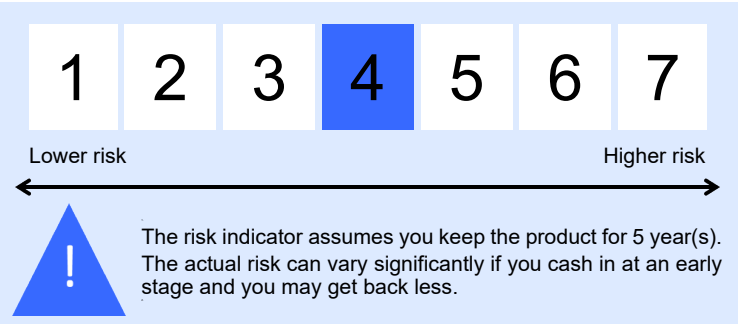 1 2 3 4 5 6 7
Lower risk Higher risk
!
The risk indicator assumes you keep the product for 5 year(s).
The actual risk can vary significantly if you cash in at an early
stage and you may get back less.